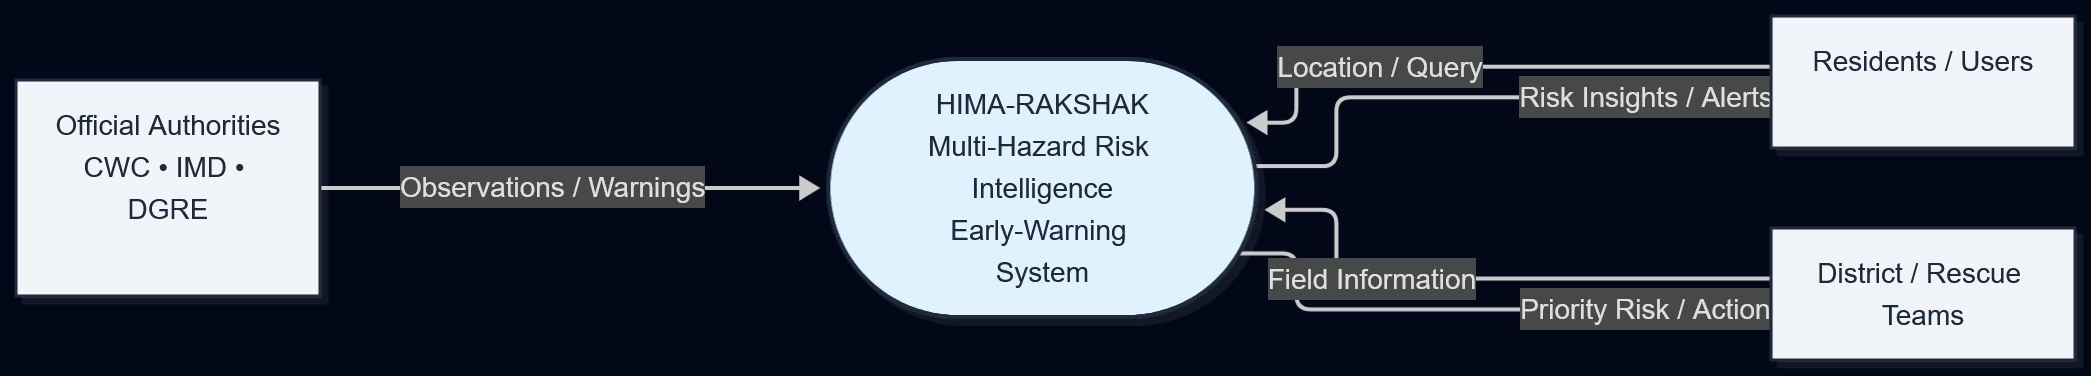 Official Authorities
CWC • IMD •
DGRE
Observations / Warnings
HIMA-RAKSHAK
Multi-Hazard Risk
Intelligence
Early-Warning
System
Location / Query
Risk Insights / Alerts
Residents / Users
Field Information
Priority Risk / Action
District / Rescue
Teams